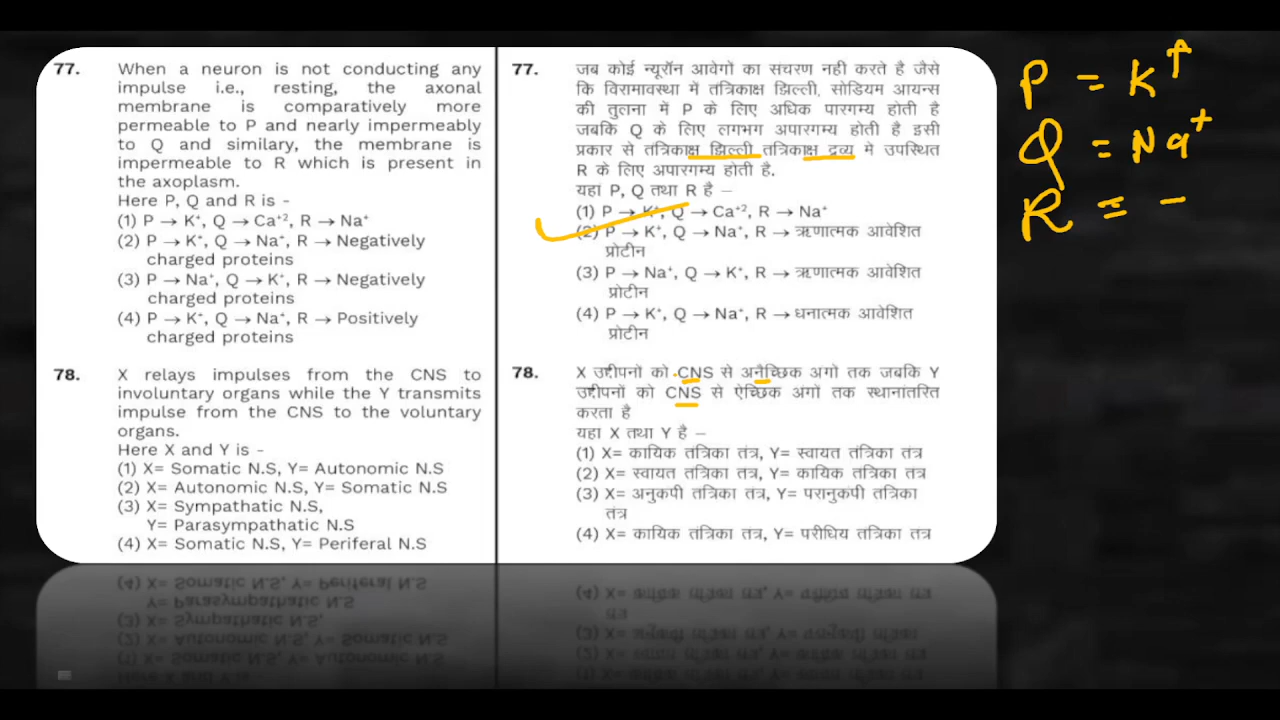 77. When a neuron is not conducting any
impulse i.e., resting, the axonal
membrane is comparatively more
permeable to P and nearly impermeably
to Q and similary, the membrane is
impermeable to R which is present in
the axoplasm.
Here P, Q and R is -
(1) P → K⁺, Q → Ca⁺², R → Na⁺
(2) P → K⁺, Q → Na⁺, R → Negatively
charged proteins
(3) P → Na⁺, Q → K⁺, R → Negatively
charged proteins
(4) P → K⁺, Q → Na⁺, R → Positively
charged proteins
78. X relays impulses from the CNS to
involuntary organs while the Y transmits
impulse from the CNS to the voluntary
organs.
Here X and Y is -
(1) X= Somatic N.S, Y= Autonomic N.S
(2) X= Autonomic N.S, Y= Somatic N.S
(3) X= Sympathatic N.S,
Y= Parasympathatic N.S
(4) X= Somatic N.S, Y= Periferal N.S
77. जब कोई न्यूरॉन आवेगों का संचरण नही करते है जैसे
कि विरामावस्था में तंत्रिकाक्ष झिल्ली, सोडियम आयन्स
की तुलना में P के लिए अधिक पारगम्य होती है
जबकि Q के लिए लगभग अपारगम्य होती है इसी
प्रकार से तंत्रिकाक्ष झिल्ली तंत्रिकाक्ष द्रव्य में उपस्थित
R के लिए अपारगम्य होती है.
यहा P, Q तथा R है –
(1) P → K⁺, Q → Ca⁺², R → Na⁺
(2) P → K⁺, Q → Na⁺, R → ऋणात्मक आवेशित
प्रोटीन
(3) P → Na⁺, Q → K⁺, R → ऋणात्मक आवेशित
प्रोटीन
(4) P → K⁺, Q → Na⁺, R → धनात्मक आवेशित
प्रोटीन
78. X उद्दीपनों को CNS से अनैच्छिक अंगो तक जबकि Y
उद्दीपनों को CNS से ऐच्छिक अंगों तक स्थानांतरित
करता है
यहा X तथा Y है –
(1) X= कायिक तंत्रिका तंत्र, Y= स्वायत तंत्रिका तंत्र
(2) X= स्वायत तंत्रिका तंत्र, Y= कायिक तंत्रिका तंत्र
(3) X= अनुकंपी तंत्रिका तंत्र, Y= परानुकंपी तंत्रिका
तंत्र
(4) X= कायिक तंत्रिका तंत्र, Y= परीधिय तंत्रिका तंत्र
P = K⁺
Q = Na⁺
R = -